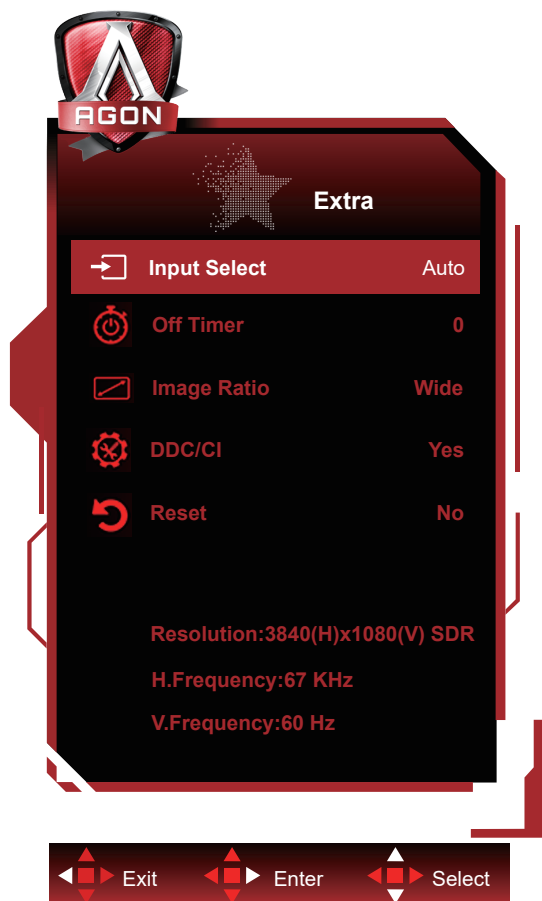 AGON
Extra
Input Select Auto
Off Timer 0
Image Ratio Wide
DDC/CI Yes
Reset No
Resolution:3840(H)x1080(V) SDR
H.Frequency:67 KHz
V.Frequency:60 Hz
Exit Enter Select